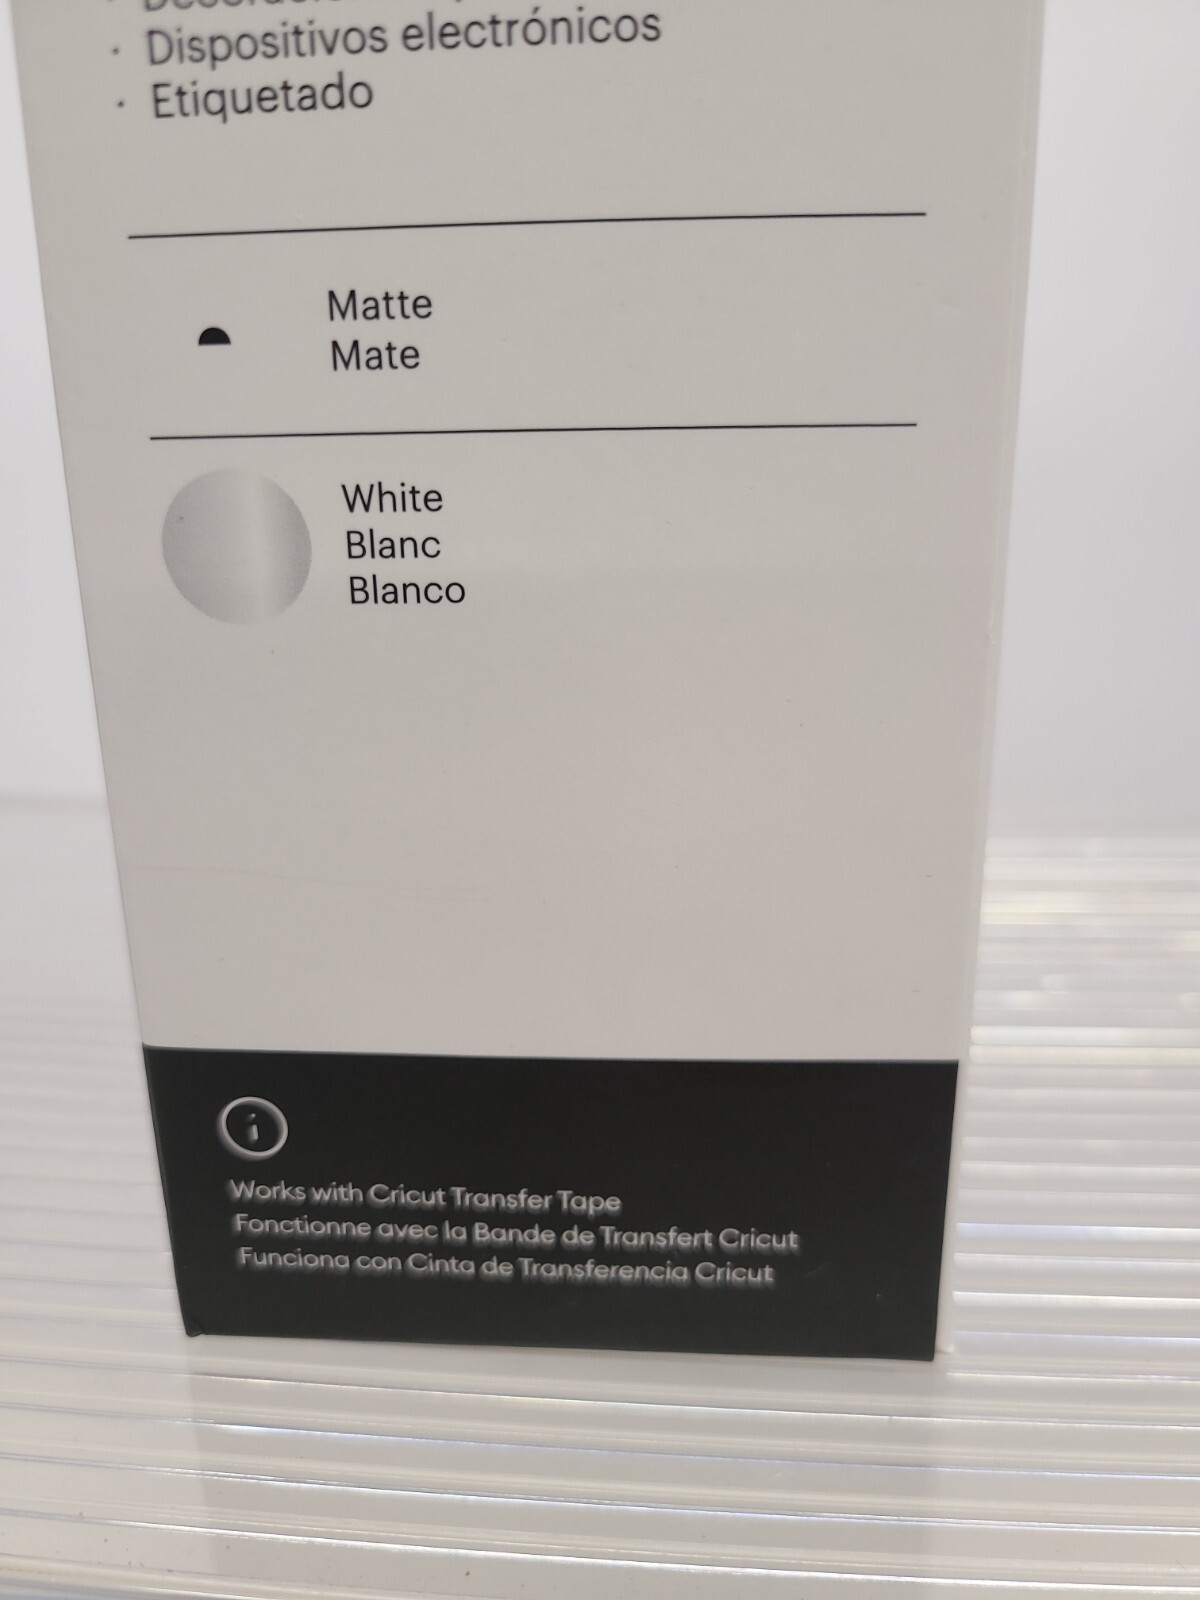 · Dispositivos electrónicos
· Etiquetado
Matte
Mate
White
Blanc
Blanco
i
Works with Cricut Transfer Tape
Fonctionne avec la Bande de Transfert Cricut
Funciona con Cinta de Transferencia Cricut